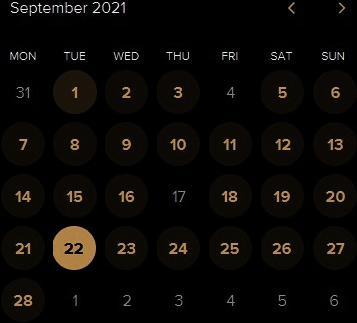 September 2021
MON TUE WED THU FRI SAT SUN
31 1 2 3 4 5 6
7 8 9 10 11 12 13
14 15 16 17 18 19 20
21 22 23 24 25 26 27
28 1 2 3 4 5 6